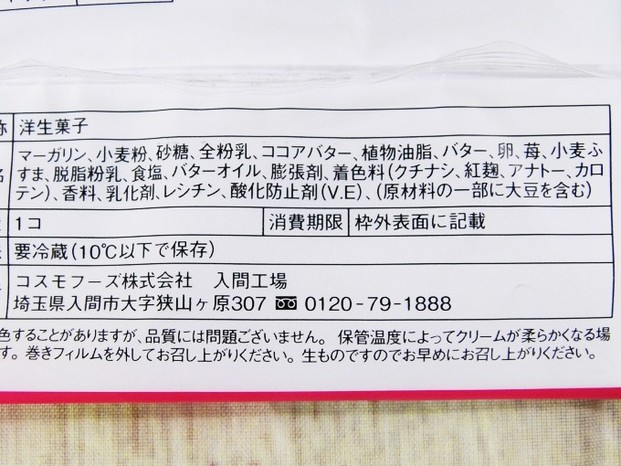 称 洋生菓子
マーガリン、小麦粉、砂糖、全粉乳、ココアバター、植物油脂、バター、卵、苺、小麦ふ
名 すま、脱脂粉乳、食塩、バターオイル、膨張剤、着色料(クチナシ、紅麹、アナトー、カロ
テン)、香料、乳化剤、レシチン、酸化防止剤(V.E)、(原材料の一部に大豆を含む)
1コ 消費期限 枠外表面に記載
要冷蔵(10℃以下で保存)
コスモフーズ株式会社 入間工場
埼玉県入間市大字狭山ヶ原307 0120-79-1888
色することがありますが、品質には問題ございません。保管温度によってクリームが柔らかくなる場
す。巻きフィルムを外してお召し上がりください。生ものですのでお早めにお召し上がりください。